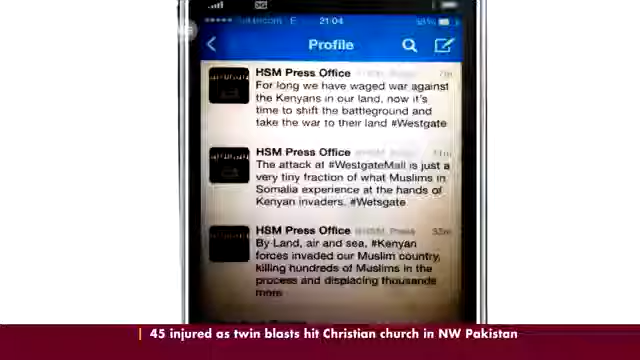 3G
21:04
Profile
HSM Press Office
For long we have waged war against
the Kenyans in our land, now it's
time to shift the battleground and
take the war to their land #Westgate
HSM Press Office
The attack at #WestgateMall is just a
very tiny fraction of what Muslims in
Somalia experience at the hands of
Kenyan invaders. #Wetsgate
HSM Press Office @HSM_Press 33m
By Land, air and sea, #Kenyan
forces invaded our Muslim country,
killing hundreds of Muslims in the
process and displacing thousands
more
45 injured as twin blasts hit Christian church in NW Pakistan